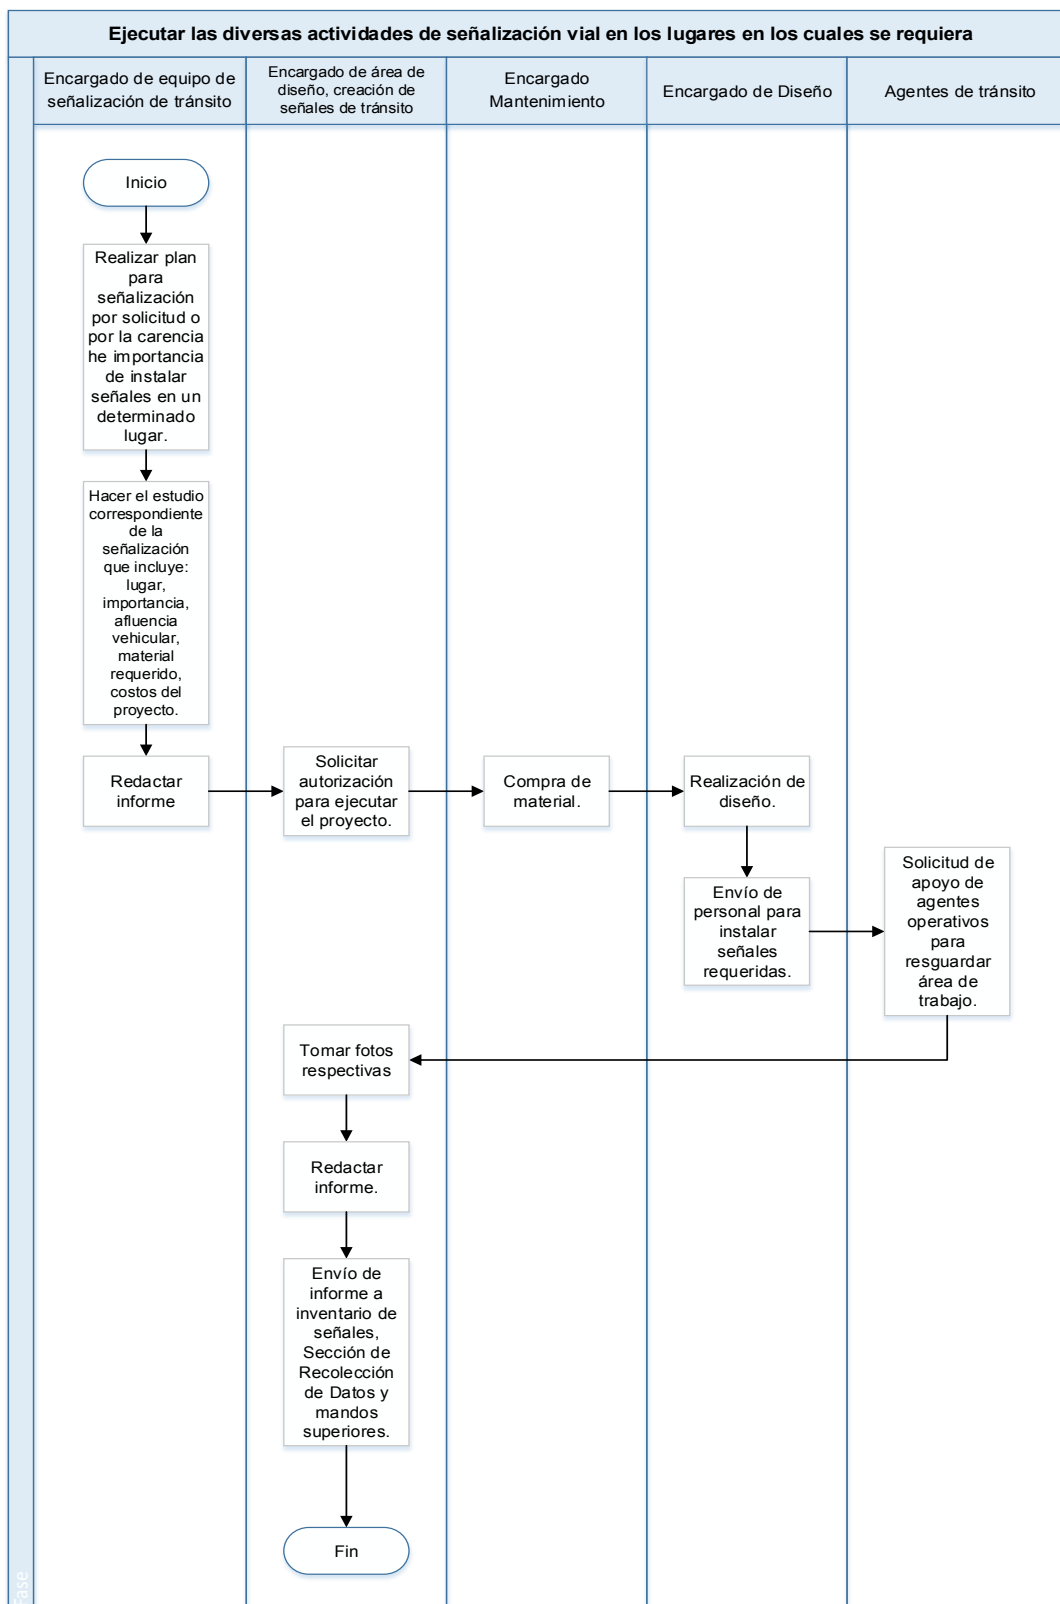 Ejecutar las diversas actividades de señalización vial en los lugares en los cuales se requiera
Encargado de equipo de
señalización de tránsito
Encargado de área de
diseño, creación de
señales de tránsito
Encargado
Mantenimiento
Encargado de Diseño
Agentes de tránsito
Inicio
Realizar plan
para
señalización
por solicitud o
por la carencia
he importancia
de instalar
señales en un
determinado
lugar.
Hacer el estudio
correspondiente
de la
señalización
que incluye:
lugar,
importancia,
afluencia
vehicular,
material
requerido,
costos del
proyecto.
Redactar
informe
Solicitar
autorización
para ejecutar
el proyecto.
Compra de
material.
Realización de
diseño.
Envío de
personal para
instalar
señales
requeridas.
Solicitud de
apoyo de
agentes
operativos
para
resguardar
área de
trabajo.
Tomar fotos
respectivas
Redactar
informe.
Envío de
informe a
inventario de
señales,
Sección de
Recolección
de Datos y
mandos
superiores.
Fin
Fase